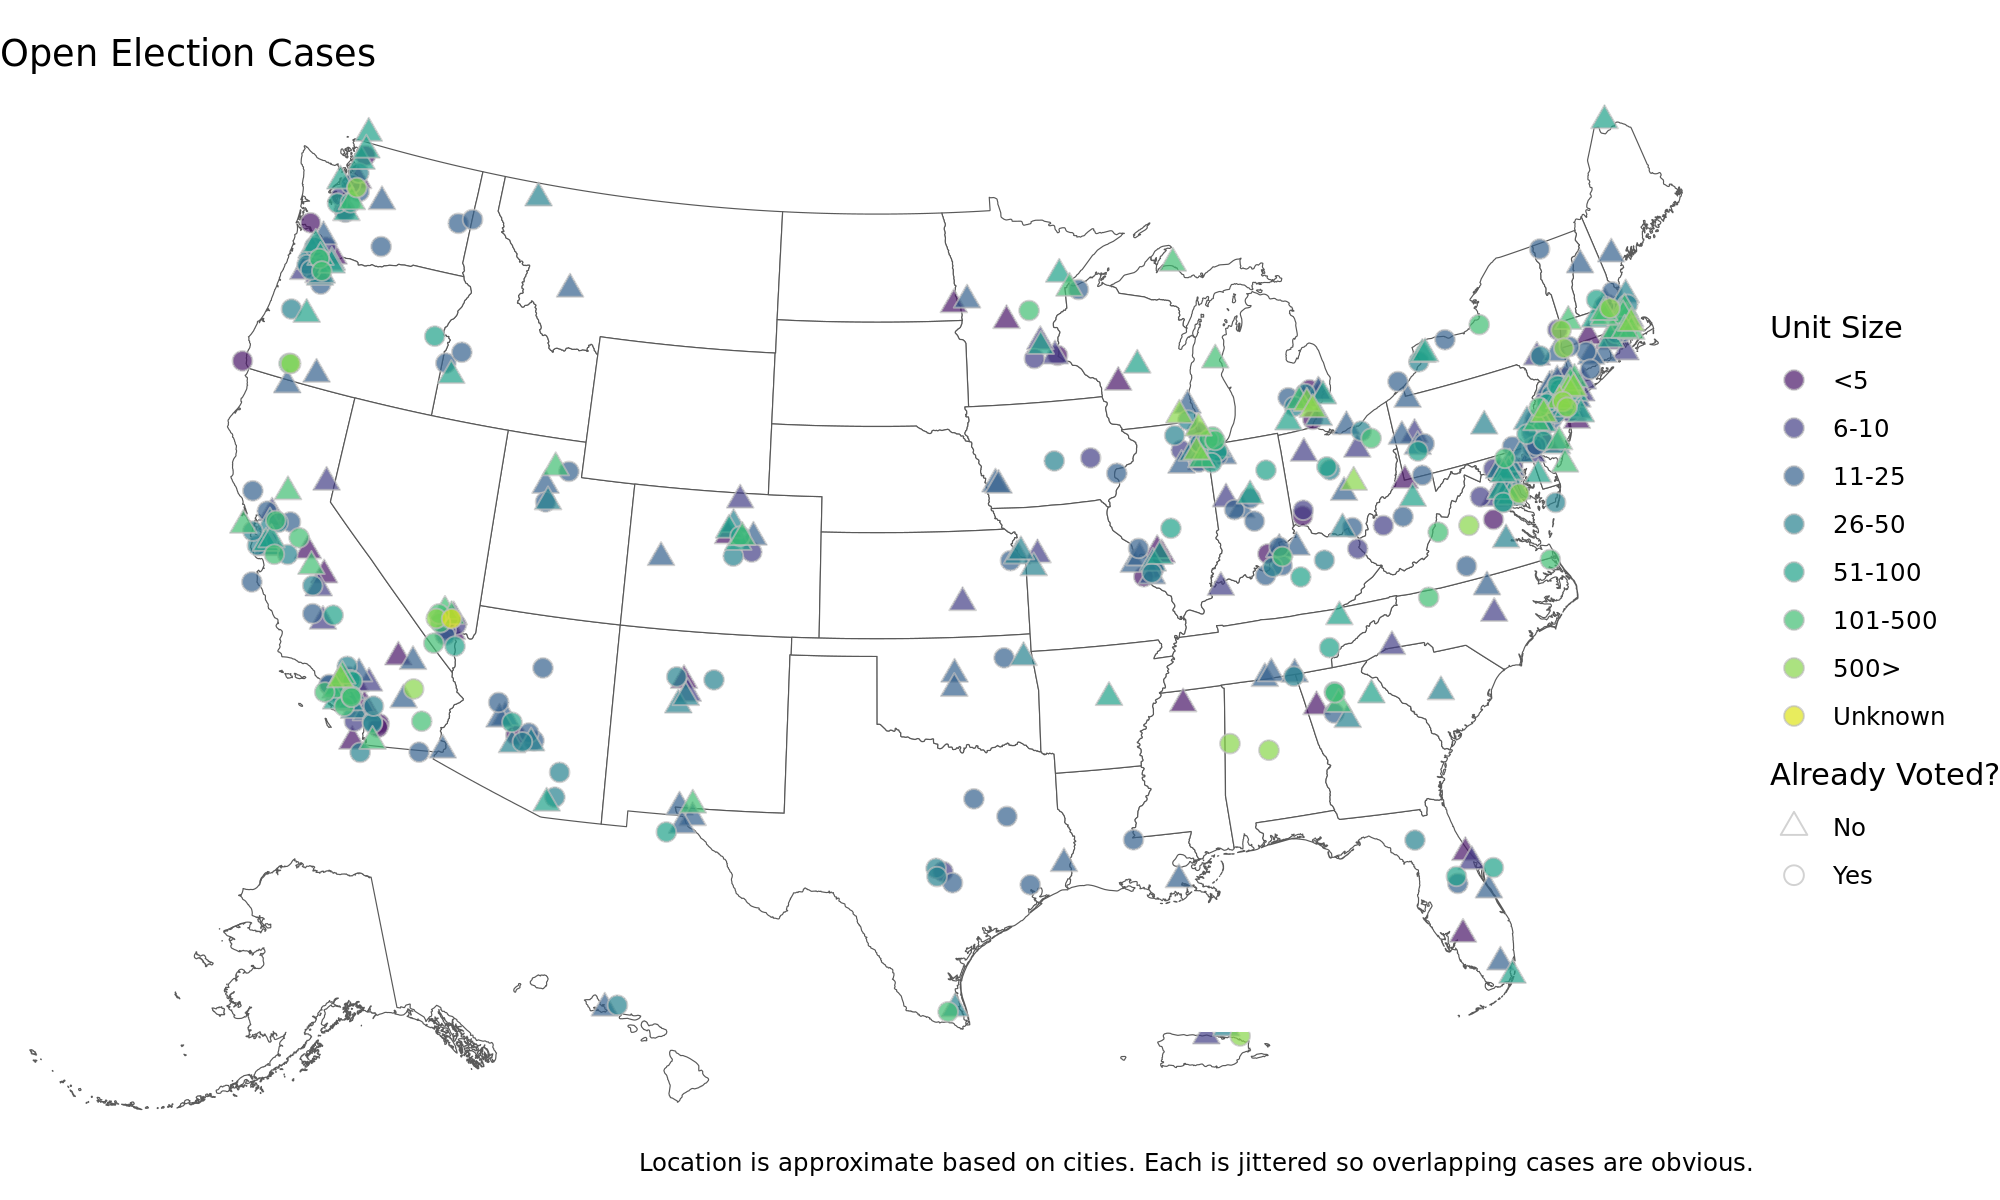 Open Election Cases
Unit Size
<5
6-10
11-25
26-50
51-100
101-500
500>
Unknown
Already Voted?
No
Yes
Location is approximate based on cities. Each is jittered so overlapping cases are obvious.